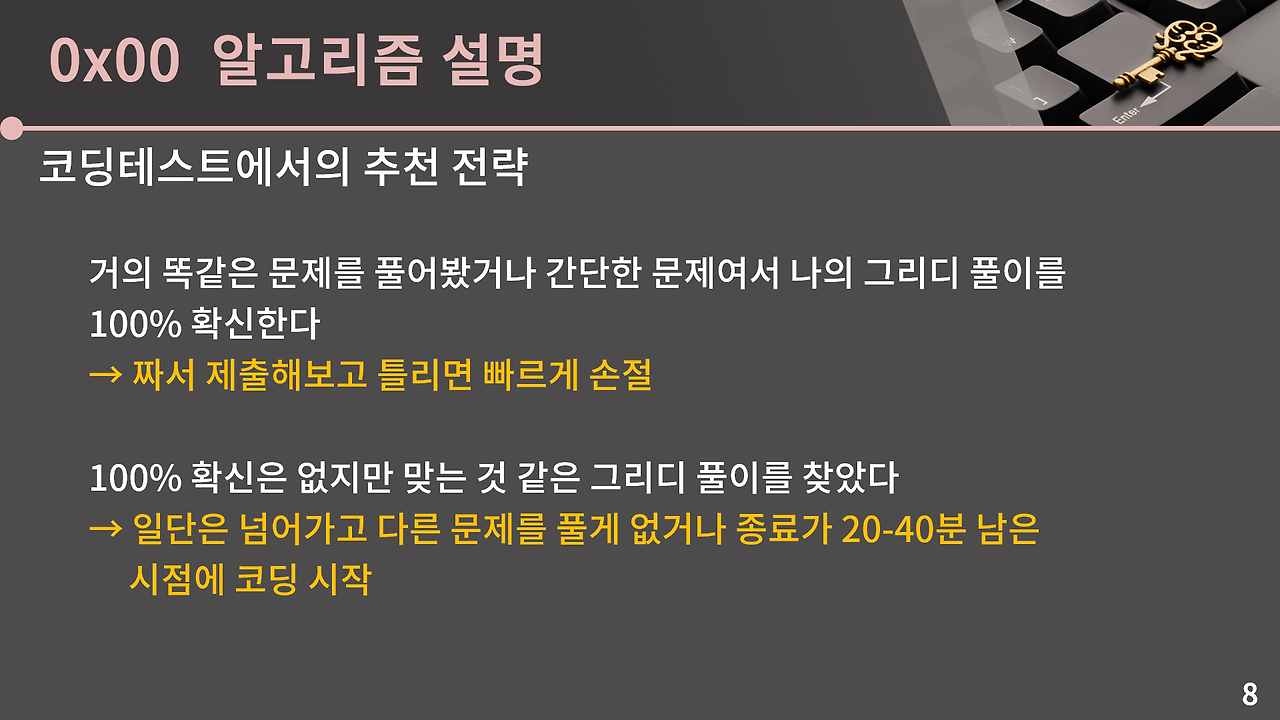 0x00 알고리즘 설명
Enter
코딩테스트에서의 추천 전략
거의 똑같은 문제를 풀어봤거나 간단한 문제여서 나의 그리디 풀이를
100% 확신한다
→ 짜서 제출해보고 틀리면 빠르게 손절
100% 확신은 없지만 맞는 것 같은 그리디 풀이를 찾았다
→ 일단은 넘어가고 다른 문제를 풀게 없거나 종료가 20-40분 남은
시점에 코딩 시작
8